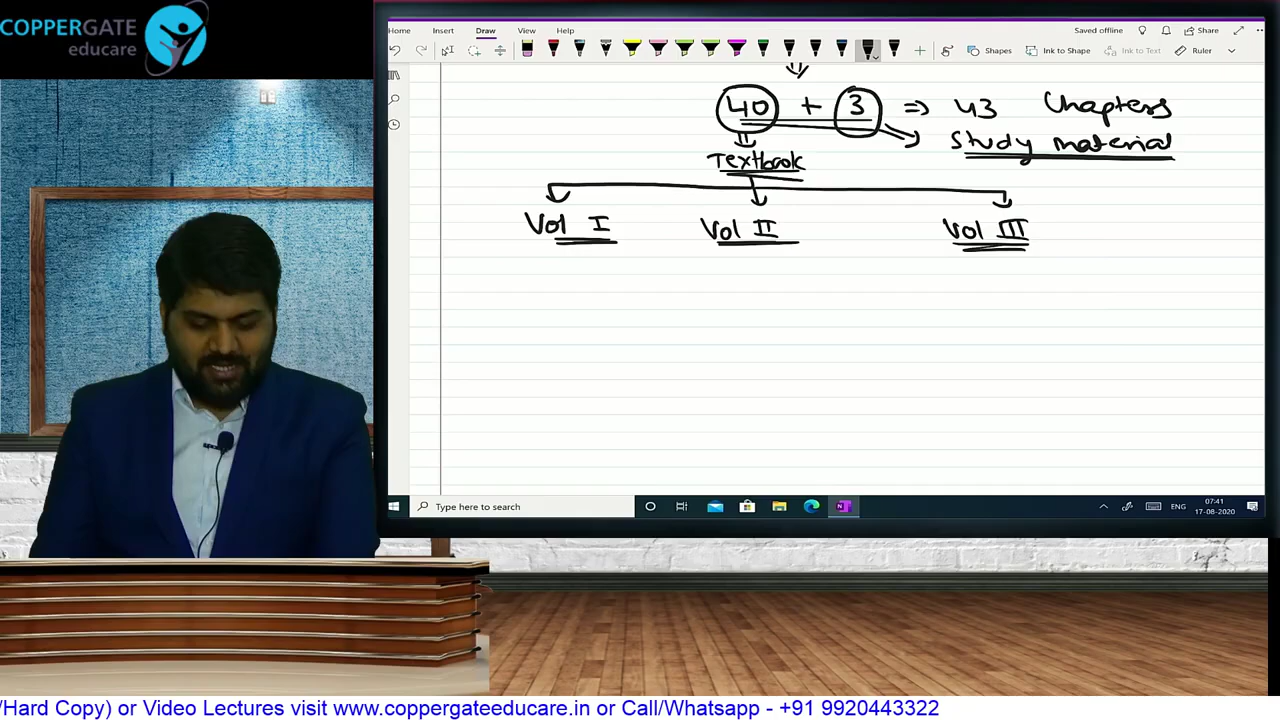 COPPERGATE
educare
Home Insert Draw View Help Saved offline Share
Shapes Ink to Shape Ink to Text Ruler
40 + 3 ⇒ 43 Chapters
Study material
Textbook
Vol I Vol II Vol III
Type here to search
ENG
07:41
17-08-2020
/Hard Copy) or Video Lectures visit www.coppergateeducare.in or Call/Whatsapp - +91 9920443322